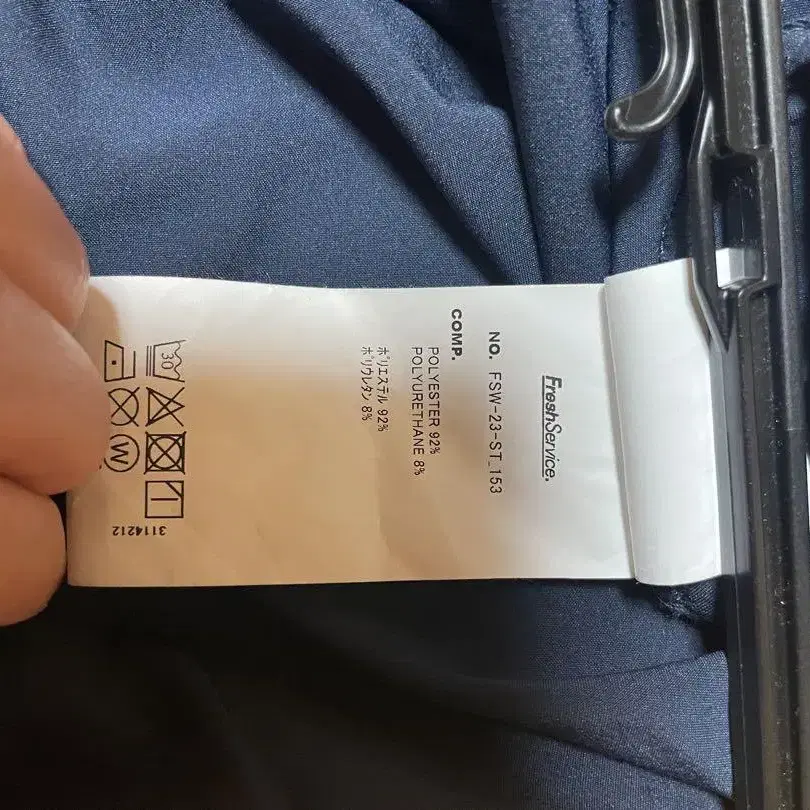 FreshService.
NO. FSW-23-ST_153
COMP.
POLYESTER 92%
POLYURETHANE 8%
ポリエステル 92%
ポリウレタン 8%
30
W
3114212